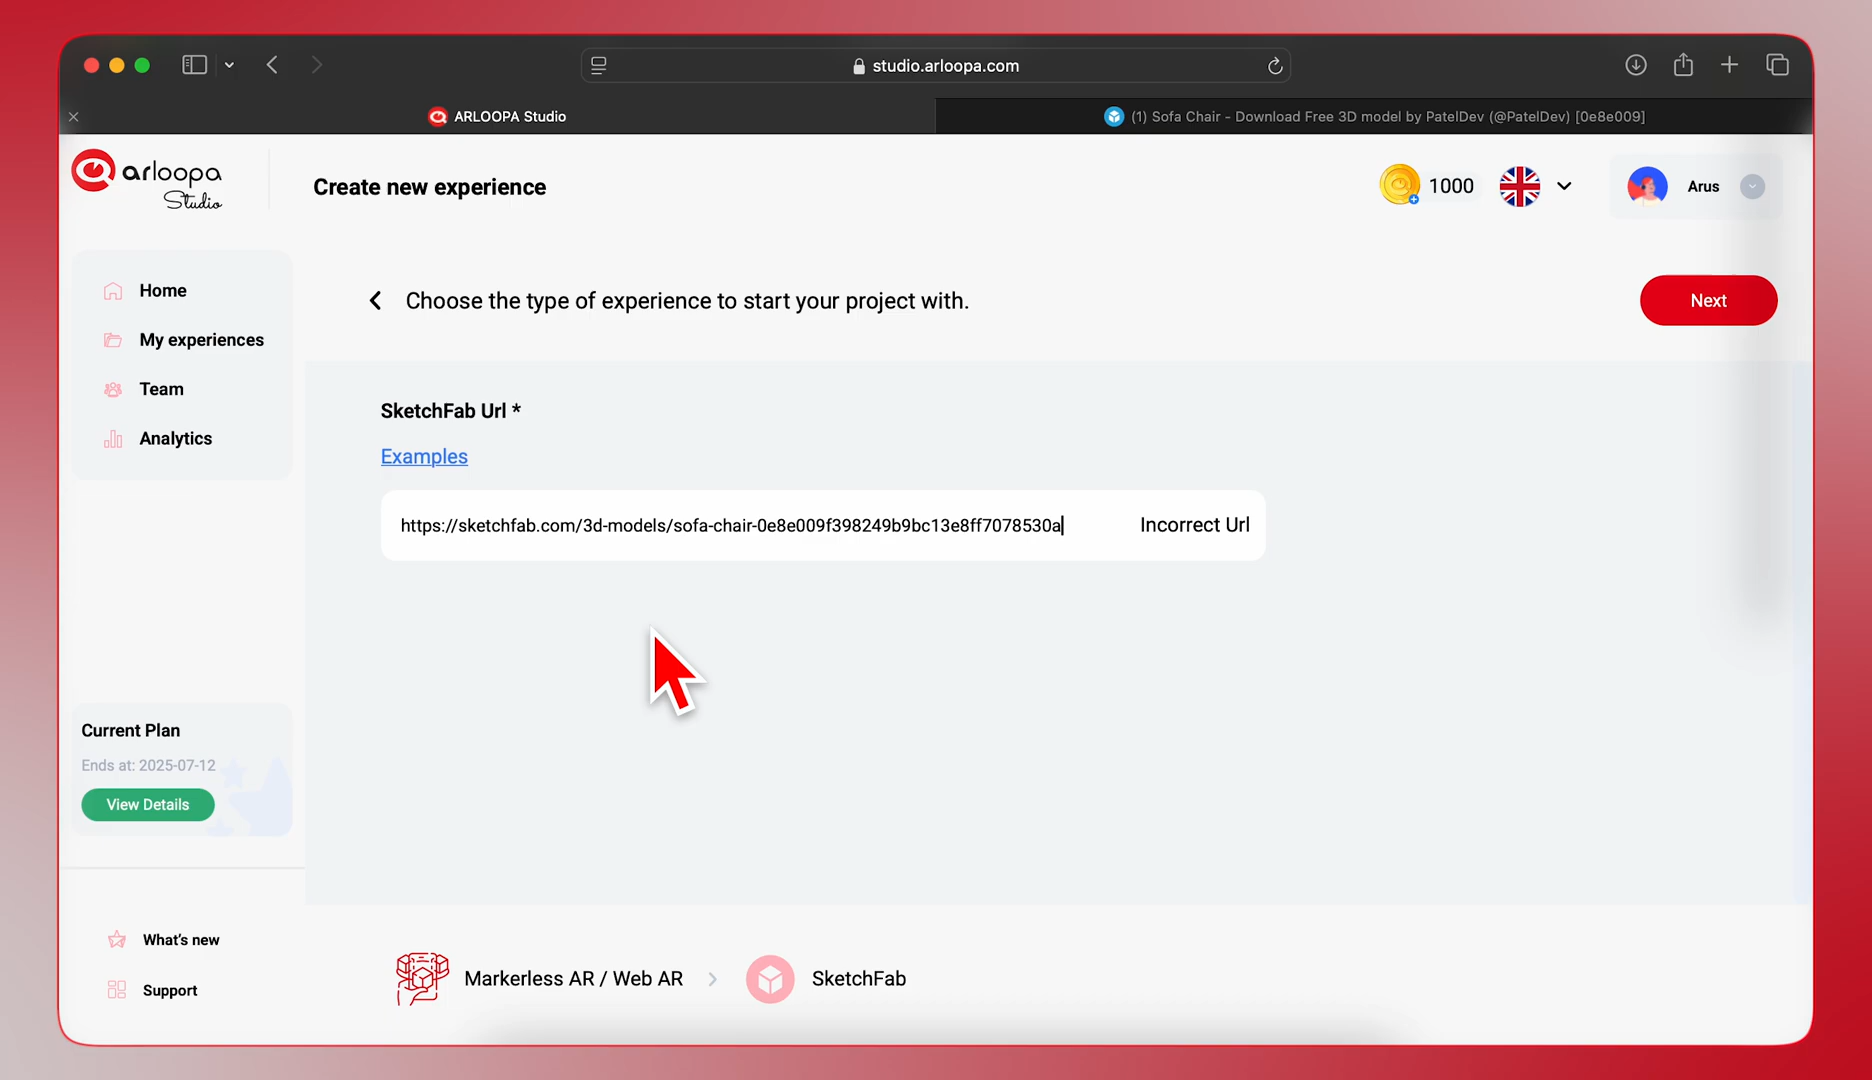 studio.arloopa.com
ARLOOPA Studio
(1) Sofa Chair - Download Free 3D model by PatelDev (@PatelDev) [0e8e009]
arloopa
Studio
Create new experience
1000
Arus
Home
My experiences
Team
Analytics
Choose the type of experience to start your project with.
Next
SketchFab Url *
Examples
https://sketchfab.com/3d-models/sofa-chair-0e8e009f398249b9bc13e8ff7078530a
Incorrect Url
Current Plan
Ends at: 2025-07-12
View Details
What's new
Support
Markerless AR / Web AR
SketchFab